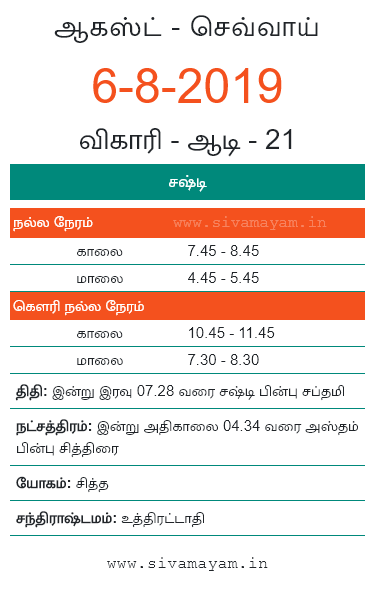 ஆகஸ்ட் - செவ்வாய்
6-8-2019
விகாரி - ஆடி - 21
சஷ்டி
நல்ல நேரம் www.sivamayam.in
காலை 7.45 - 8.45
மாலை 4.45 - 5.45
கௌரி நல்ல நேரம்
காலை 10.45 - 11.45
மாலை 7.30 - 8.30
திதி: இன்று இரவு 07.28 வரை சஷ்டி பின்பு சப்தமி
நட்சத்திரம்: இன்று அதிகாலை 04.34 வரை அஸ்தம்
பின்பு சித்திரை
யோகம்: சித்த
சந்திராஷ்டமம்: உத்திரட்டாதி
www.sivamayam.in